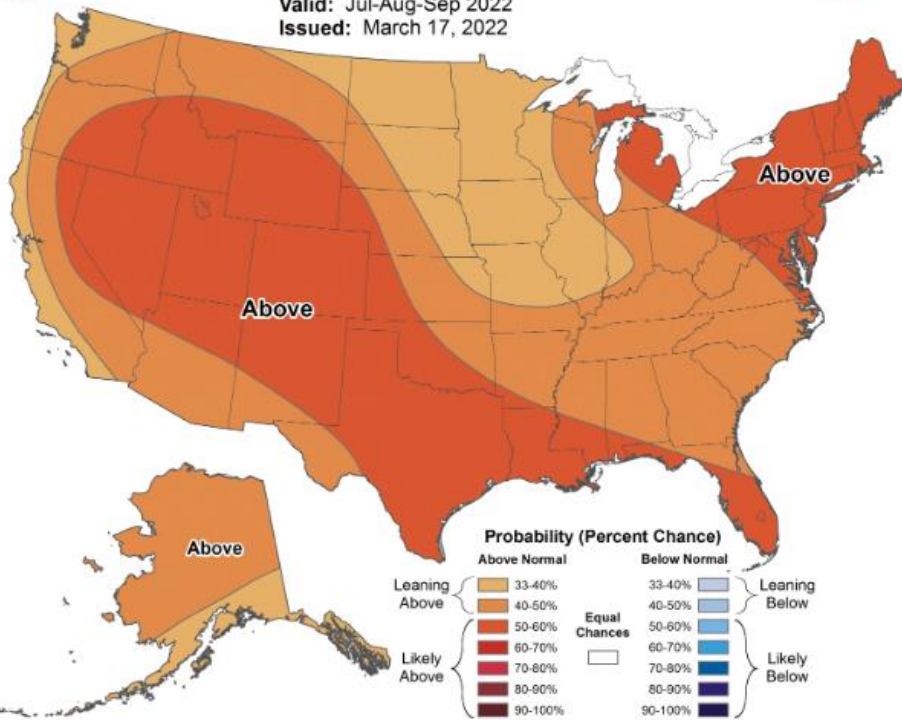 Valid: Jul-Aug-Sep 2022
Issued: March 17, 2022
Above
Above
Above
Probability (Percent Chance)
Above Normal
Below Normal
Leaning
Above
33-40%
40-50%
Likely
Above
50-60%
60-70%
70-80%
80-90%
90-100%
Equal
Chances
33-40%
40-50%
Leaning
Below
50-60%
60-70%
70-80%
80-90%
90-100%
Likely
Below